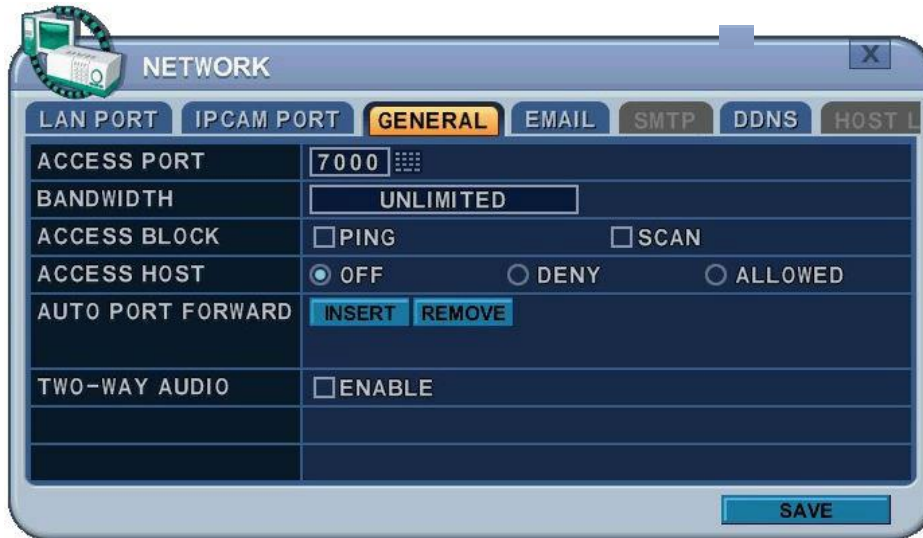 NETWORK
X
LAN PORT IPCAM PORT GENERAL EMAIL SMTP DDNS HOST L
ACCESS PORT 7000
BANDWIDTH UNLIMITED
ACCESS BLOCK PING SCAN
ACCESS HOST OFF DENY ALLOWED
AUTO PORT FORWARD INSERT REMOVE
TWO-WAY AUDIO ENABLE
SAVE